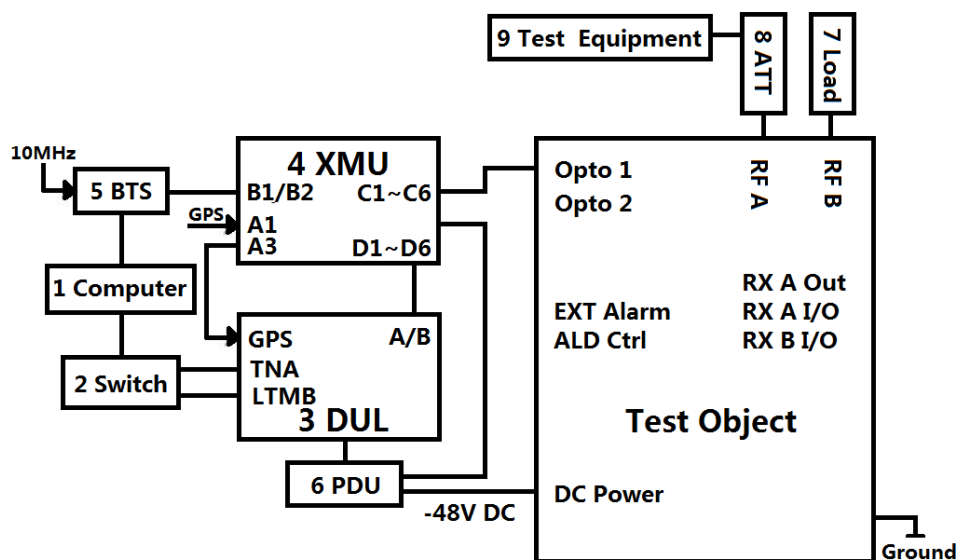 9 Test Equipment
8 ATT
7 Load
10MHz
5 BTS
4 XMU
B1/B2
C1~C6
GPS
A1
A3
D1~D6
1 Computer
2 Switch
GPS
A/B
TNA
LTMB
3 DUL
6 PDU
-48V DC
Opto 1
Opto 2
RF A
RF B
RX A Out
EXT Alarm
RX A I/O
ALD Ctrl
RX B I/O
Test Object
DC Power
Ground